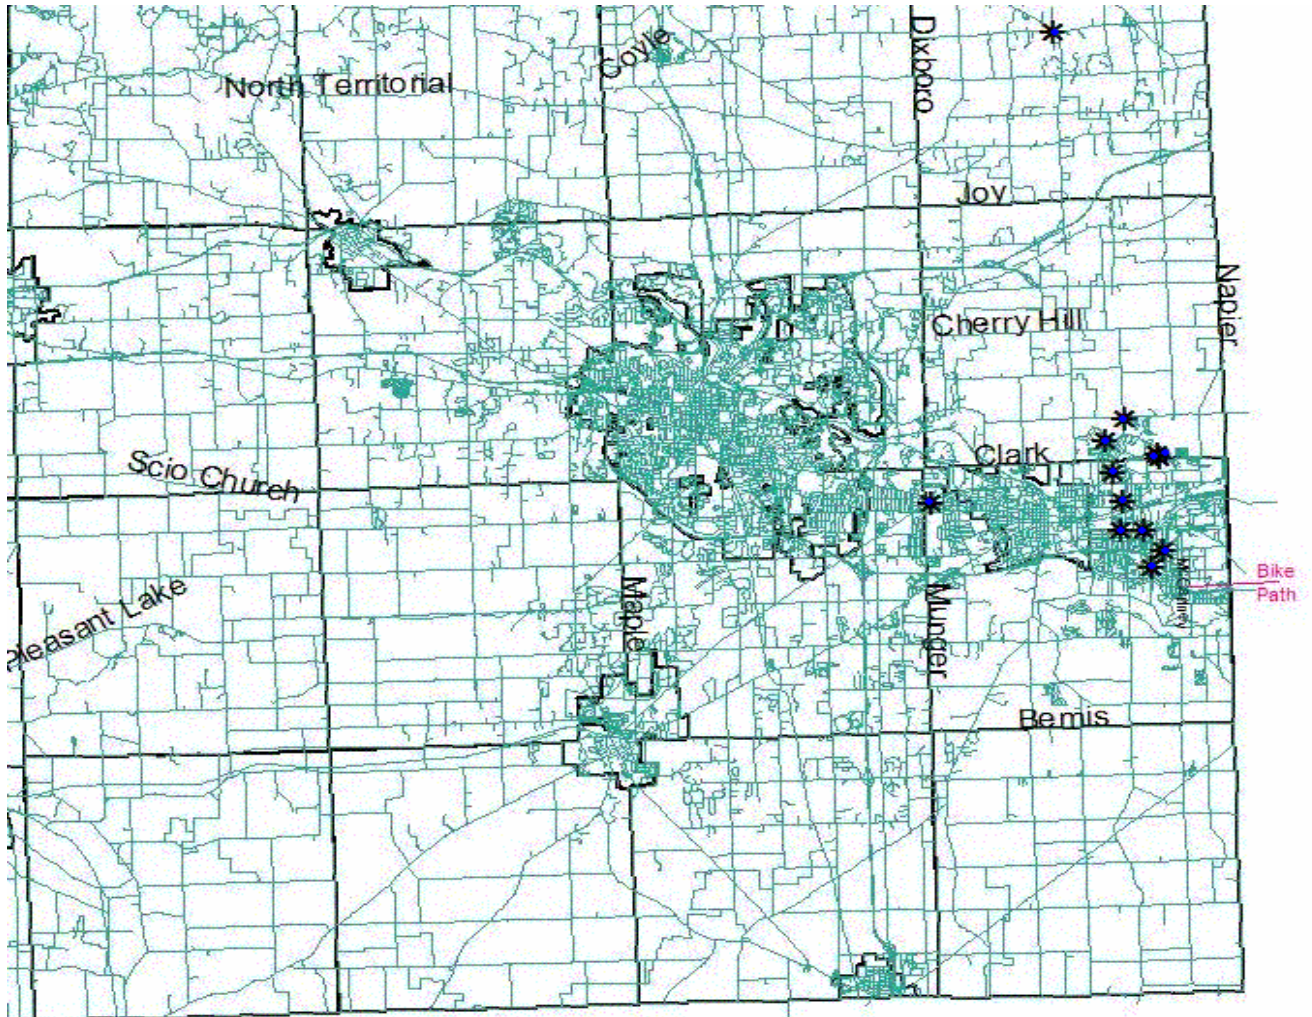 Dixboro
Coyle
North Territorial
Joy
Napier
Cherry Hill
Clark
Scio Church
Bike
Path
Pleasant Lake
Maple
Munger
Bemis